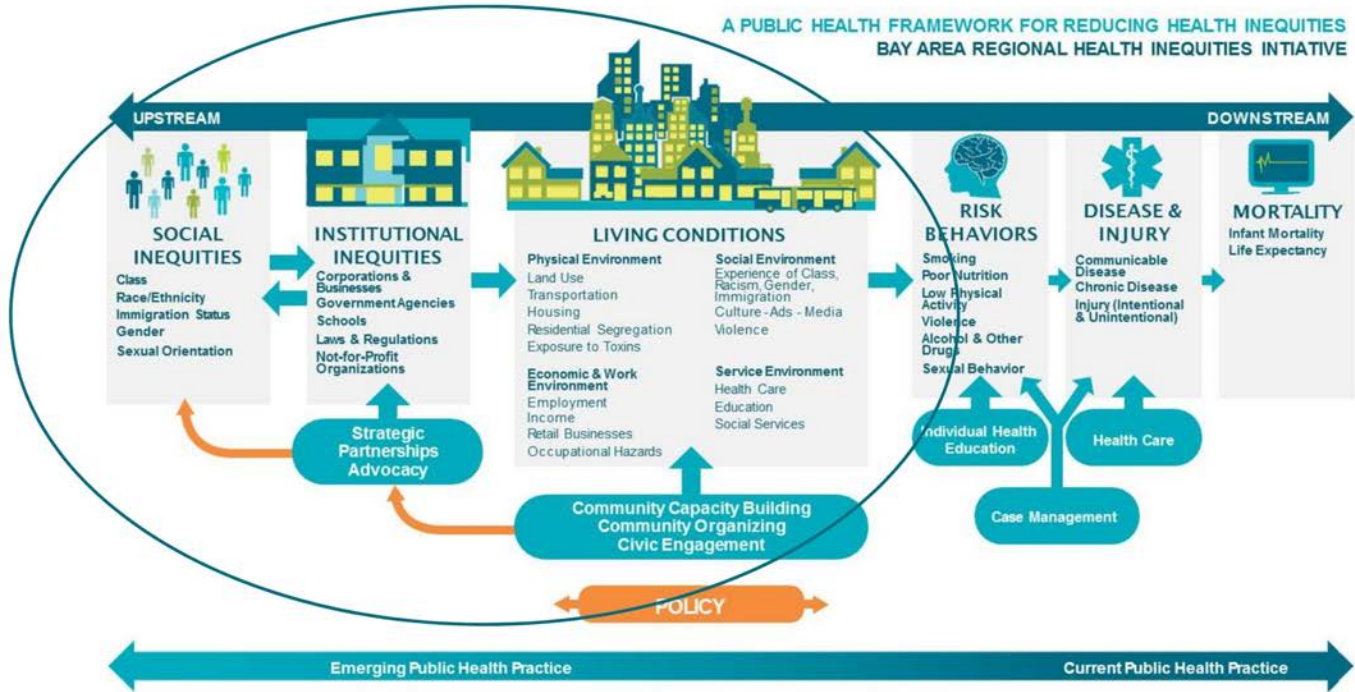 A PUBLIC HEALTH FRAMEWORK FOR REDUCING HEALTH INEQUITIES
BAY AREA REGIONAL HEALTH INEQUITIES INTIATIVE
UPSTREAM
DOWNSTREAM
SOCIAL
INEQUITIES
Class
Race/Ethnicity
Immigration Status
Gender
Sexual Orientation
INSTITUTIONAL
INEQUITIES
Corporations &
Businesses
Government Agencies
Schools
Laws & Regulations
Not-for-Profit
Organizations
Strategic
Partnerships
Advocacy
LIVING CONDITIONS
Physical Environment
Land Use
Transportation
Housing
Residential Segregation
Exposure to Toxins
Economic & Work
Environment
Employment
Income
Retail Businesses
Occupational Hazards
Social Environment
Experience of Class,
Racism, Gender,
Immigration
Culture - Ads - Media
Violence
Service Environment
Health Care
Education
Social Services
Community Capacity Building
Community Organizing
Civic Engagement
RISK
BEHAVIORS
Smoking
Poor Nutrition
Low Physical
Activity
Violence
Alcohol & Other
Drugs
Sexual Behavior
Individual Health
Education
DISEASE &
INJURY
Communicable
Disease
Chronic Disease
Injury (Intentional
& Unintentional)
Health Care
Case Management
MORTALITY
Infant Mortality
Life Expectancy
POLICY
Emerging Public Health Practice
Current Public Health Practice